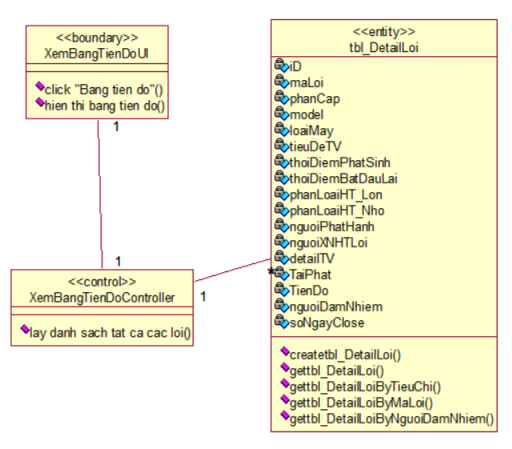 <<boundary>>
XemBangTienDoUI
click "Bang tien do"()
hien thi bang tien do()
1
1
<<control>>
XemBangTienDoController
lay danh sach tat ca cac loi()
1
*
<<entity>>
tbl_DetailLoi
iD
maLoi
phanCap
model
loaiMay
tieuDeTV
thoiDiemPhatSinh
thoiDiemBatDauLai
phanLoaiHT_Lon
phanLoaiHT_Nho
nguoiPhatHanh
nguoiXNHTLoi
detailTV
TaiPhat
TienDo
nguoiDamNhiem
soNgayClose
createtbl_DetailLoi()
gettbl_DetailLoi()
gettbl_DetailLoiByTieuChi()
gettbl_DetailLoiByMaLoi()
gettbl_DetailLoiByNguoiDamNhiem()